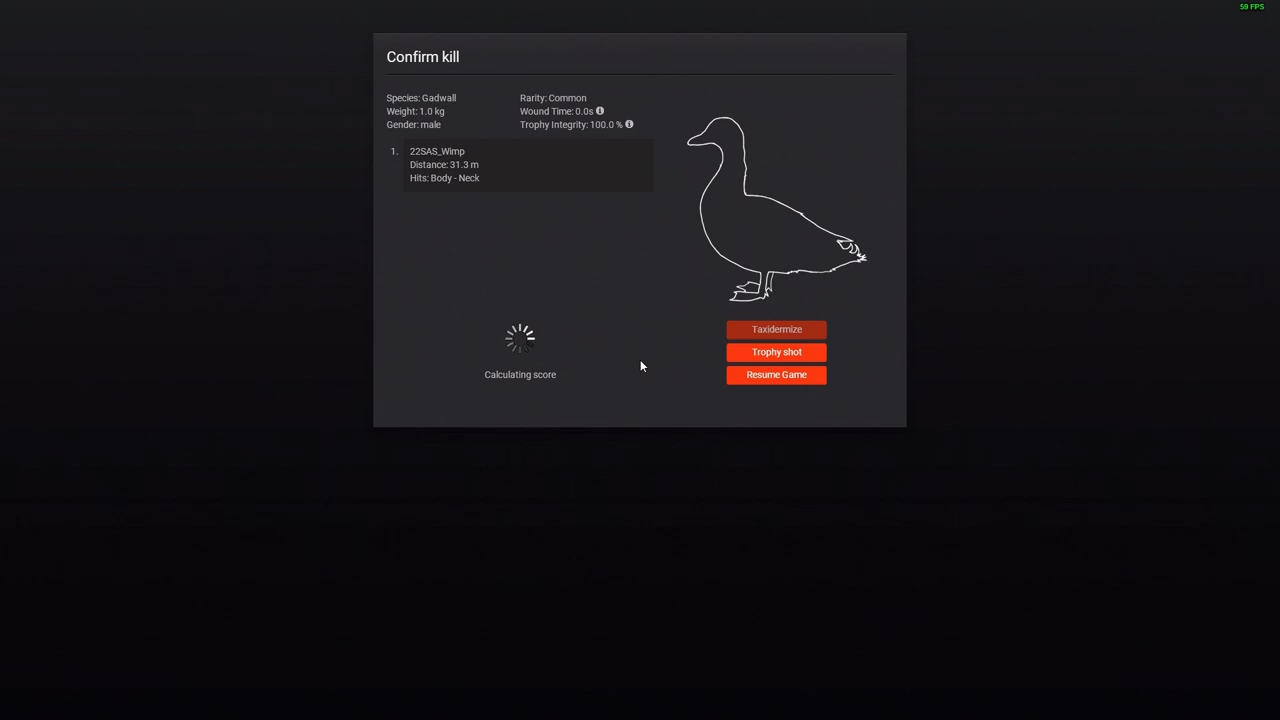 59 FPS
Confirm kill
Species: Gadwall
Rarity: Common
Weight: 1.0 kg
Wound Time: 0.0s
Gender: male
Trophy Integrity: 100.0 %
1.
22SAS_Wimp
Distance: 31.3 m
Hits: Body - Neck
Taxidermize
Trophy shot
Calculating score
Resume Game